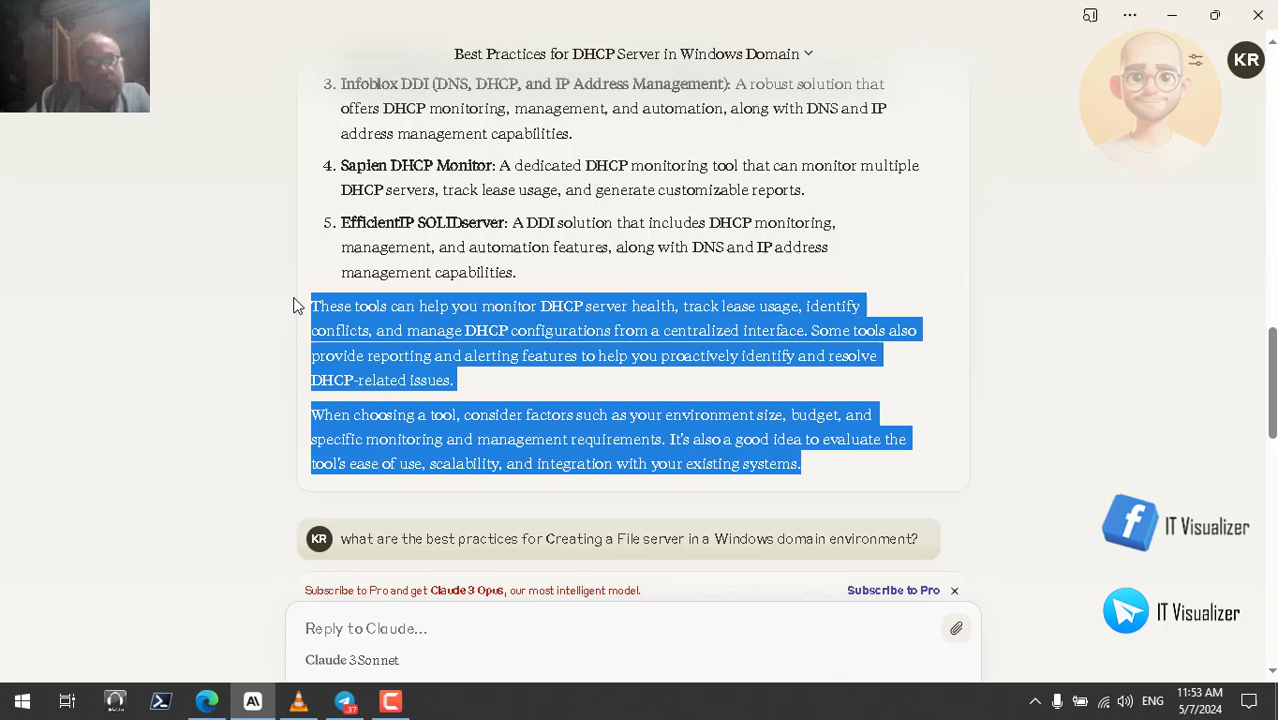 Best Practices for DHCP Server in Windows Domain
KR
3. Infoblox DDI (DNS, DHCP, and IP Address Management): A robust solution that
offers DHCP monitoring, management, and automation, along with DNS and IP
address management capabilities.
4. Sapien DHCP Monitor: A dedicated DHCP monitoring tool that can monitor multiple
DHCP servers, track lease usage, and generate customizable reports.
5. EfficientIP SOLIDserver: A DDI solution that includes DHCP monitoring,
management, and automation features, along with DNS and IP address
management capabilities.
These tools can help you monitor DHCP server health, track lease usage, identify
conflicts, and manage DHCP configurations from a centralized interface. Some tools also
provide reporting and alerting features to help you proactively identify and resolve
DHCP-related issues.
When choosing a tool, consider factors such as your environment size, budget, and
specific monitoring and management requirements. It's also a good idea to evaluate the
tool's ease of use, scalability, and integration with your existing systems.
IT Visualizer
KR what are the best practices for Creating a File server in a Windows domain environment?
Subscribe to Pro and get Claude 3 Opus, our most intelligent model. Subscribe to Pro
IT Visualizer
Reply to Claude...
Claude 3 Sonnet
AI
37
ENG
11:53 AM
5/7/2024